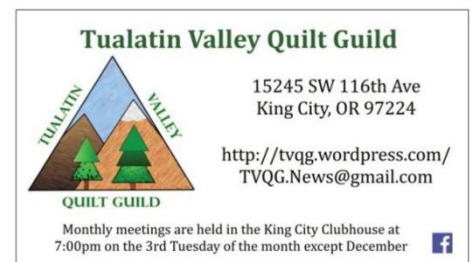 Tualatin Valley Quilt Guild
TUALATIN
VALLEY
QUILT GUILD
15245 SW 116th Ave
King City, OR 97224
http://tvqg.wordpress.com/
TVQG.News@gmail.com
Monthly meetings are held in the King City Clubhouse at
7:00pm on the 3rd Tuesday of the month except December
f